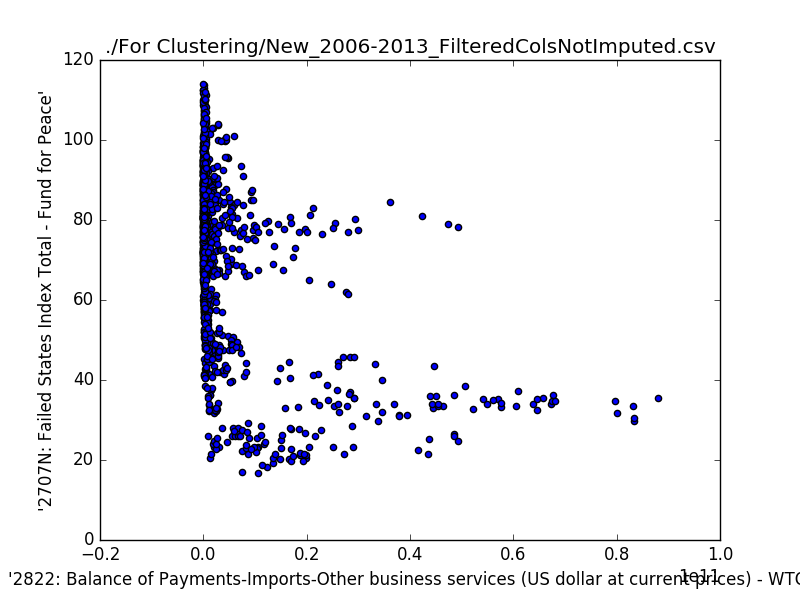 ./For Clustering/New_2006-2013_FilteredColsNotImputed.csv
120
100
80
60
40
20
0
'2707N: Failed States Index Total - Fund for Peace'
−0.2 0.0 0.2 0.4 0.6 0.8 1.0
1e11
'2822: Balance of Payments-Imports-Other business services (US dollar at current prices) - WTO